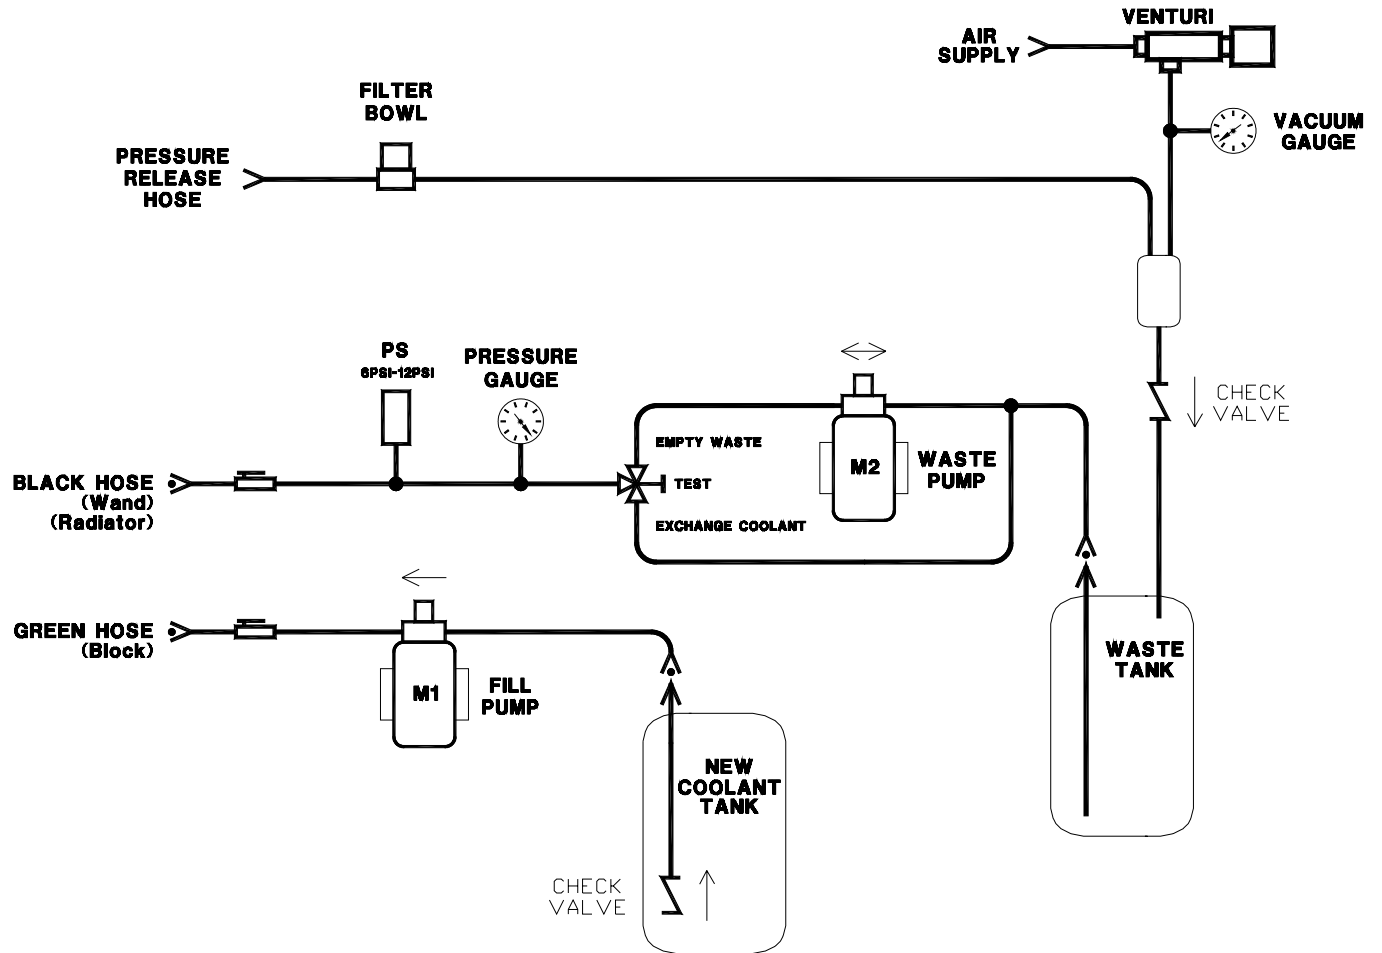 VENTURI
AIR
SUPPLY
FILTER
BOWL
VACUUM
GAUGE
PRESSURE
RELEASE
HOSE
PS
6PSI-12PSI
PRESSURE
GAUGE
CHECK
VALVE
EMPTY WASTE
M2
WASTE
PUMP
BLACK HOSE
(Wand)
(Radiator)
TEST
EXCHANGE COOLANT
GREEN HOSE
(Block)
M1
FILL
PUMP
WASTE
TANK
NEW
COOLANT
TANK
CHECK
VALVE